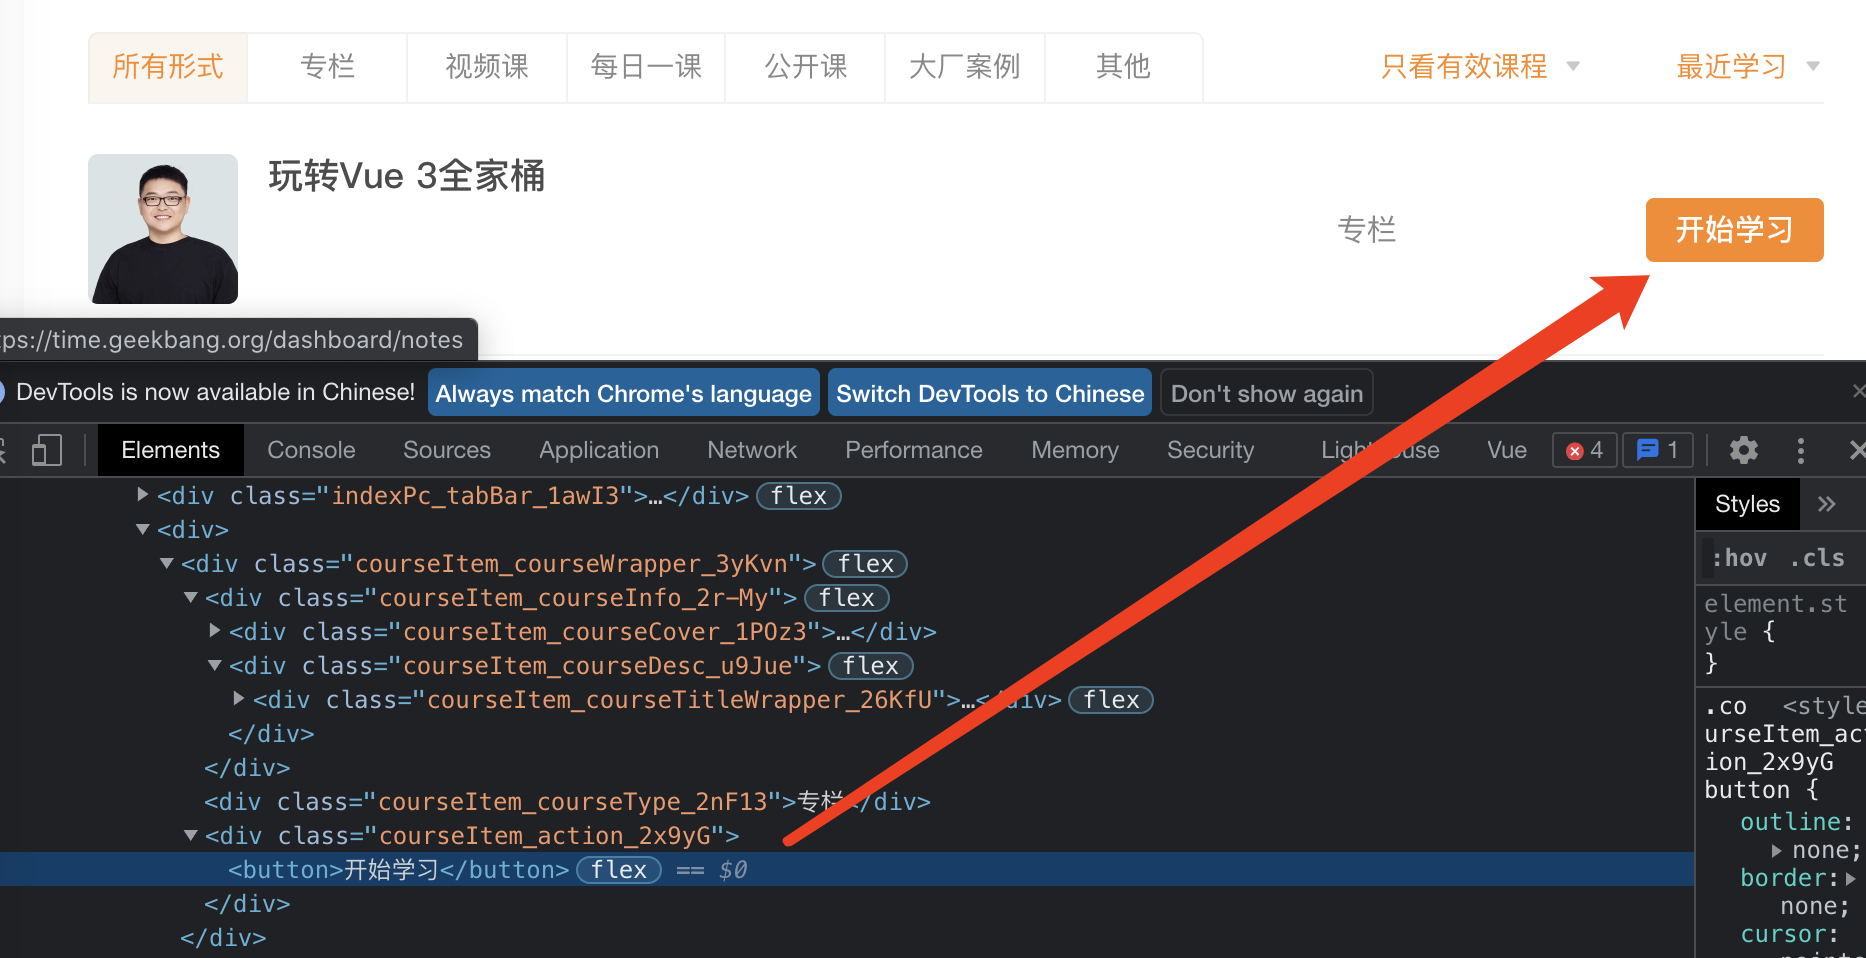 所有形式 专栏 视频课 每日一课 公开课 大厂案例 其他 只看有效课程 最近学习
玩转Vue 3全家桶
专栏 开始学习
ps://time.geekbang.org/dashboard/notes
DevTools is now available in Chinese! Always match Chrome's language Switch DevTools to Chinese Don't show again
Elements Console Sources Application Network Performance Memory Security Vue 4 1
<div class="indexPc_tabBar_1awI3">…</div> flex
<div>
<div class="courseItem_courseWrapper_3yKvn"> flex
<div class="courseItem_courseInfo_2r-My"> flex
<div class="courseItem_courseCover_1POz3">…</div>
<div class="courseItem_courseDesc_u9Jue"> flex
<div class="courseItem_courseTitleWrapper_26KfU">…</div> flex
</div>
</div>
<div class="courseItem_courseType_2nF13">专栏</div>
<div class="courseItem_action_2x9yG">
<button>开始学习</button> flex == $0
</div>
</div>
Styles
:hov .cls
element.st
yle {
}
.co <style
urseItem_act
ion_2x9yG
button {
outline:
none;
border:
none;
cursor: